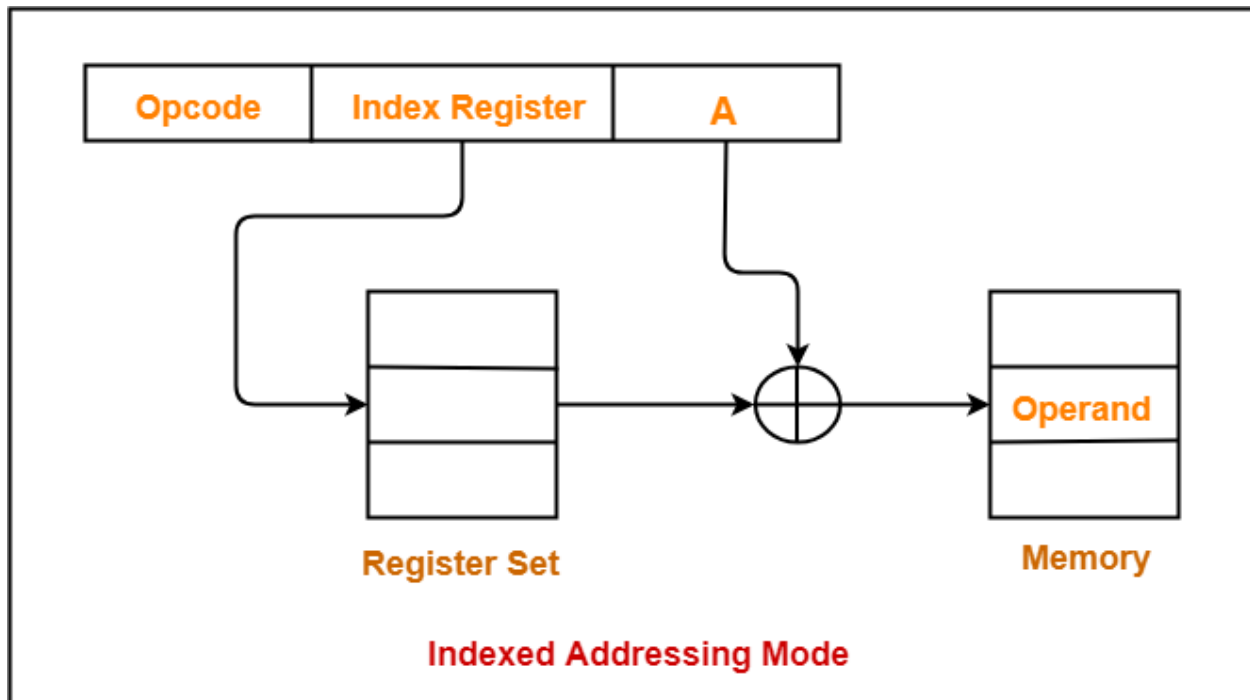 Opcode Index Register A
Operand
Register Set
Memory
Indexed Addressing Mode